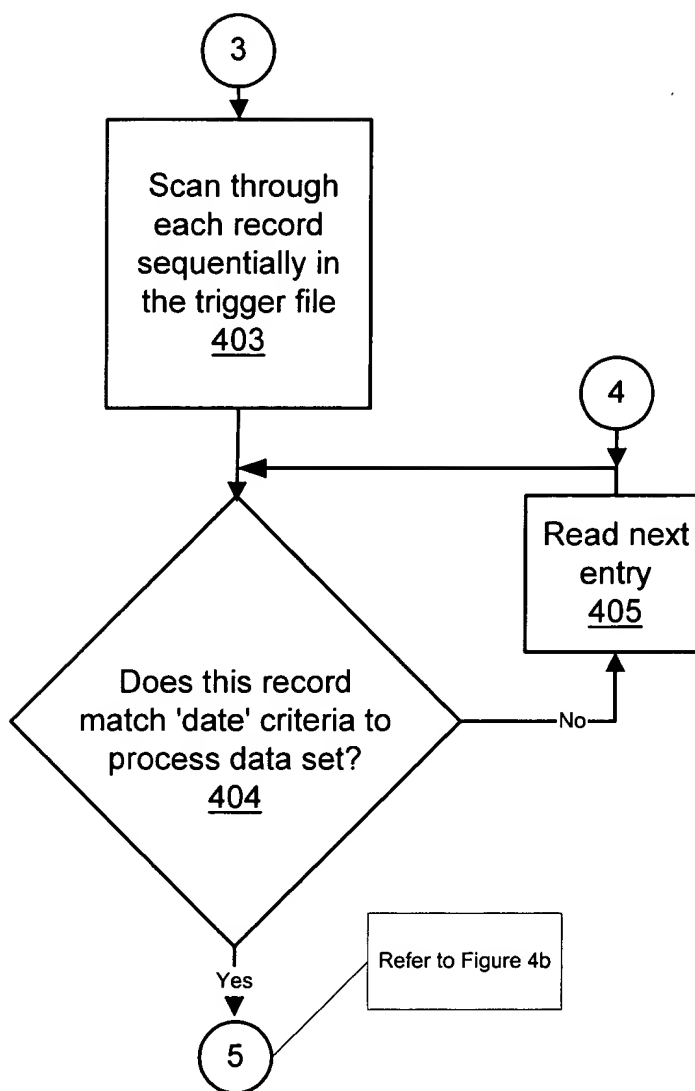 3
Scan through
each record
sequentially in
the trigger file
403
4
Read next
entry
405
Does this record
match 'date' criteria to
process data set?
404
No
Yes
Refer to Figure 4b
5